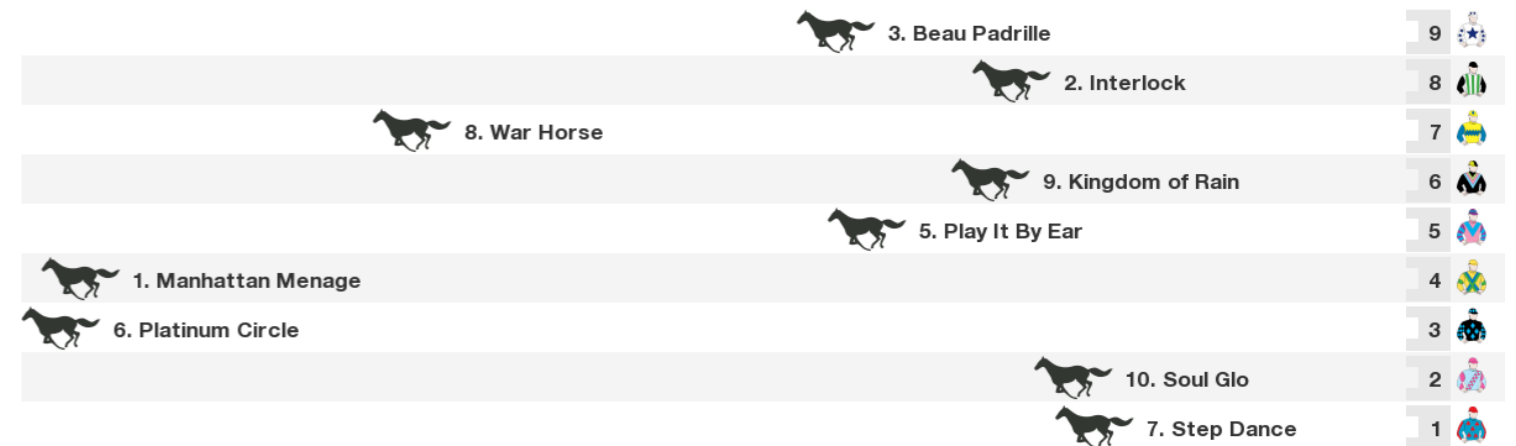 3. Beau Padrille 9
2. Interlock 8
8. War Horse 7
9. Kingdom of Rain 6
5. Play It By Ear 5
1. Manhattan Menage 4
6. Platinum Circle 3
10. Soul Glo 2
7. Step Dance 1